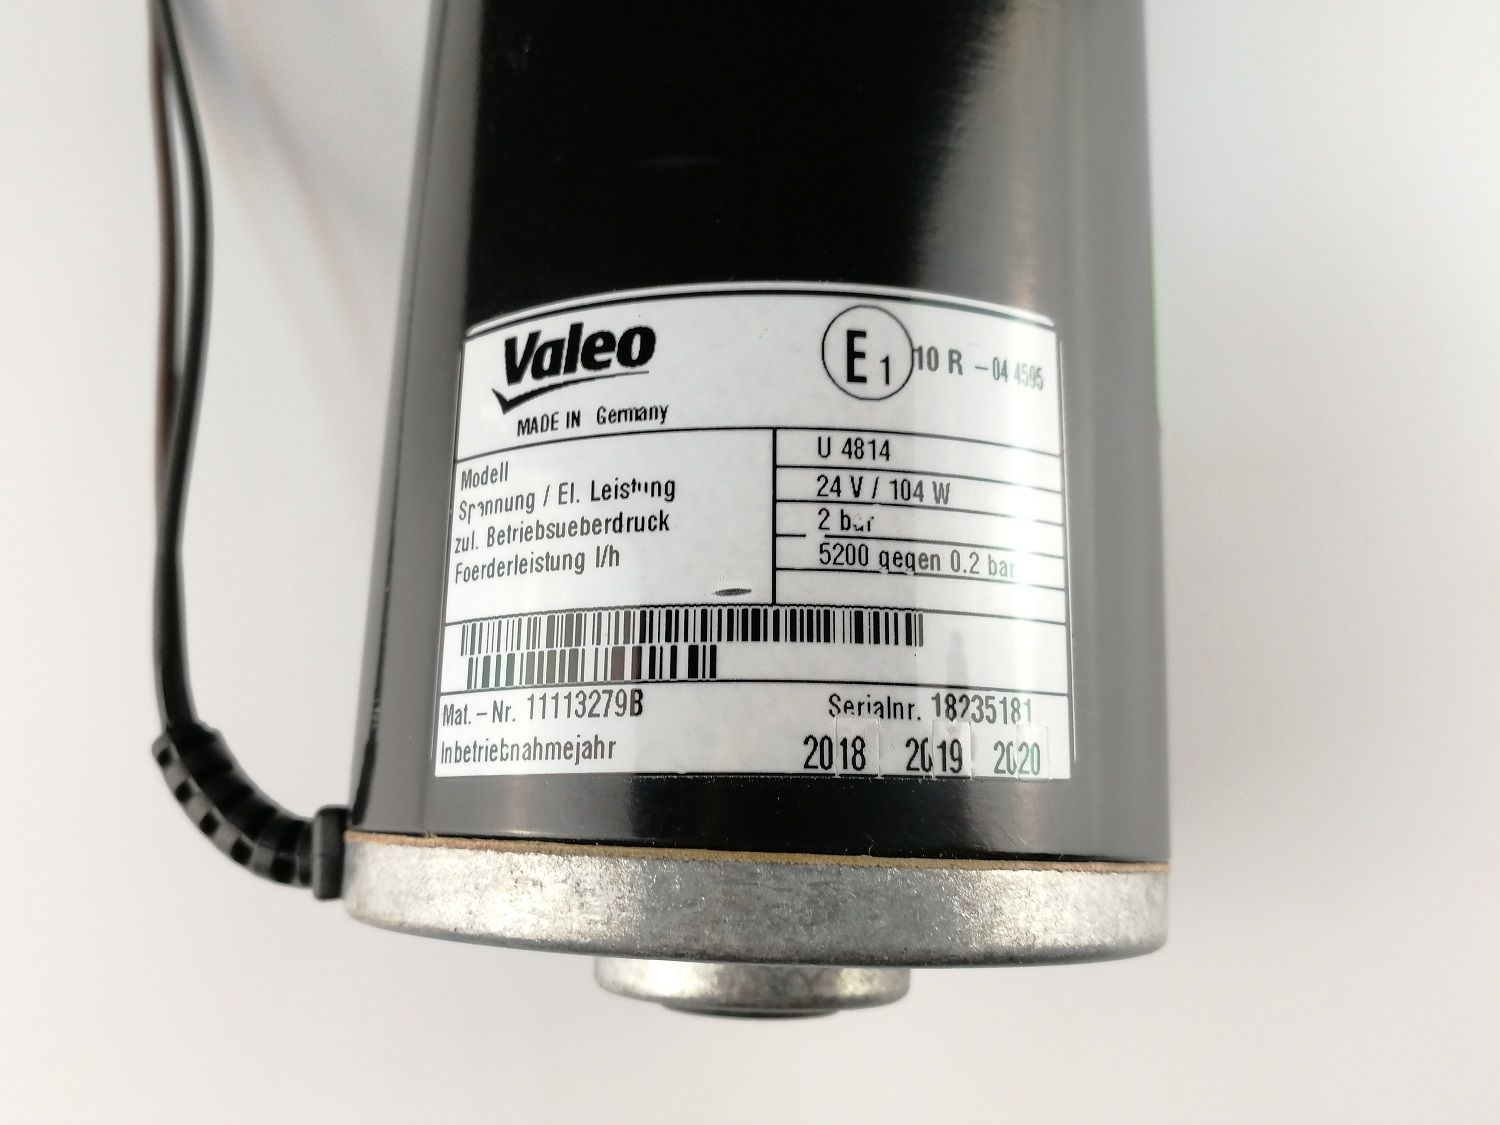 Valeo
MADE IN Germany
E1 10 R - 04 4595
Modell U 4814
Spannung / El. Leistung 24 V / 104 W
zul. Betriebsueberdruck 2 bar
Foerderleistung l/h 5200 gegen 0.2 bar
Mat. - Nr. 11113279B Serialnr. 18235181
Inbetriebnahmejahr 2018 2019 2020